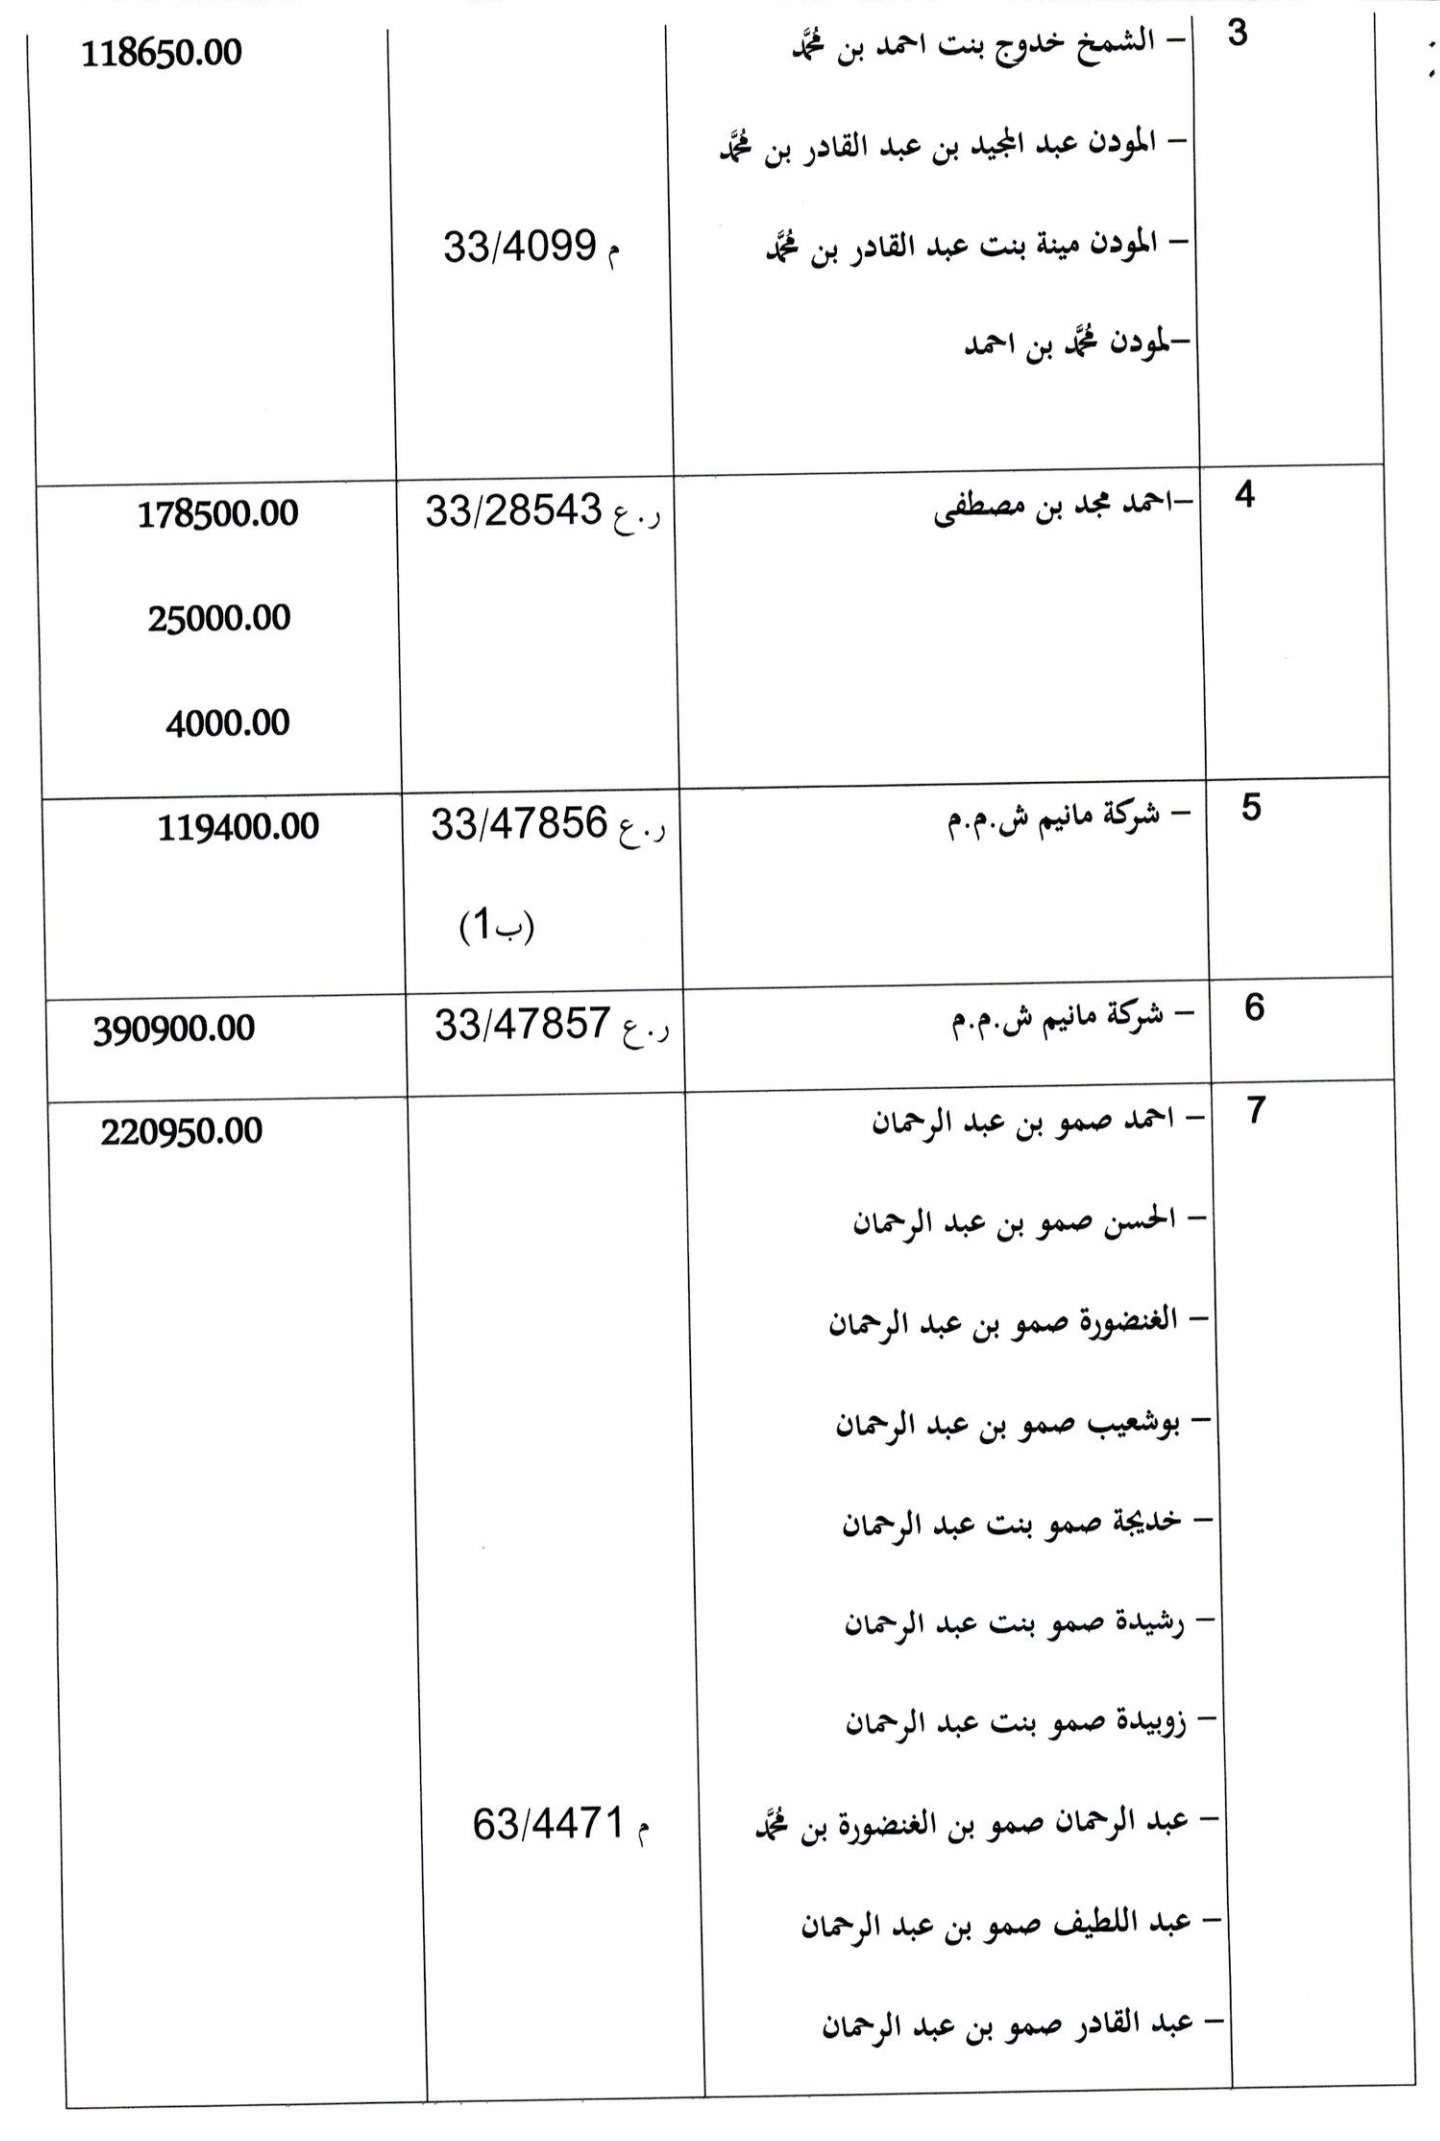 3 – الشمخ خدوج بنت احمد بن محمَّد 118650.00
– المودن عبد المجيد بن عبد القادر بن محمَّد
– المودن مينة بنت عبد القادر بن محمَّد م 33/4099
–لمودن محمَّد بن احمد
4 –احمد مجد بن مصطفى ر.ع 33/28543 178500.00
25000.00
4000.00
5 – شركة مانيم ش.م.م ر.ع 33/47856 119400.00
(ب1)
6 – شركة مانيم ش.م.م ر.ع 33/47857 390900.00
7 – احمد صمو بن عبد الرحمان 220950.00
– الحسن صمو بن عبد الرحمان
– الغنضورة صمو بن عبد الرحمان
– بوشعيب صمو بن عبد الرحمان
– خديجة صمو بنت عبد الرحمان
– رشيدة صمو بنت عبد الرحمان
– زوبيدة صمو بنت عبد الرحمان
– عبد الرحمان صمو بن الغنضورة بن محمَّد م 63/4471
– عبد اللطيف صمو بن عبد الرحمان
– عبد القادر صمو بن عبد الرحمان